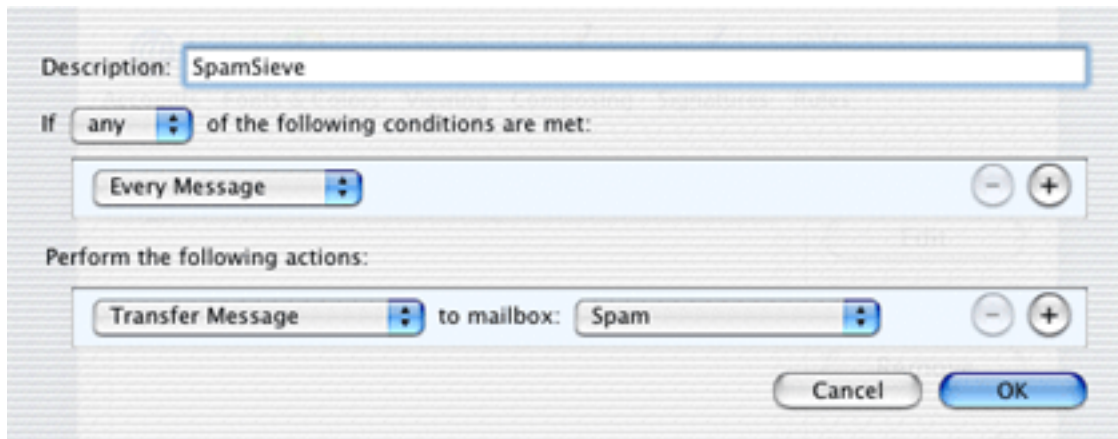 Description: SpamSieve
If any of the following conditions are met:
Every Message
Edit
Perform the following actions:
Transfer Message to mailbox: Spam
Cancel OK